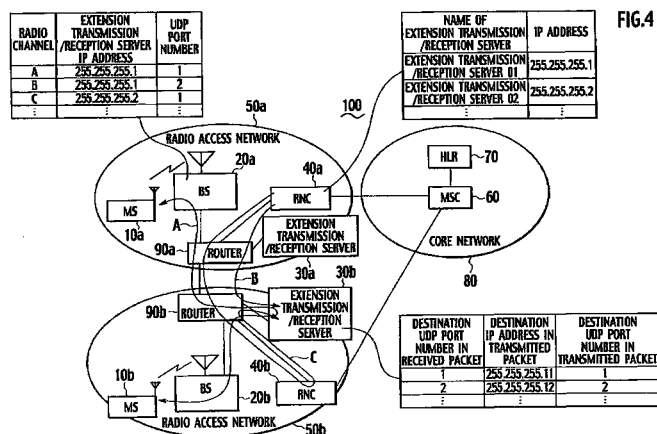 FIG.4
RADIO CHANNEL
EXTENSION TRANSMISSION /RECEPTION SERVER IP ADDRESS
UDP PORT NUMBER
A 255.255.255.1 1
B 255.255.255.1 2
C 255.255.255.2 1
NAME OF EXTENSION TRANSMISSION /RECEPTION SERVER
IP ADDRESS
EXTENSION TRANSMISSION /RECEPTION SERVER 01 255.255.255.1
EXTENSION TRANSMISSION /RECEPTION SERVER 02 255.255.255.2
100
50a
RADIO ACCESS NETWORK
20a
BS
40a
RNC
MS
10a
A
90a
ROUTER
EXTENSION TRANSMISSION /RECEPTION SERVER
30a
HLR
70
MSC
60
CORE NETWORK
80
B
30b
90b
ROUTER
EXTENSION TRANSMISSION /RECEPTION SERVER
10b
MS
BS
20b
C
40b
RNC
RADIO ACCESS NETWORK
50b
DESTINATION UDP PORT NUMBER IN RECEIVED PACKET
DESTINATION IP ADDRESS IN TRANSMITTED PACKET
DESTINATION UDP PORT NUMBER IN TRANSMITTED PACKET
1 255.255.255.11 1
2 255.255.255.12 2